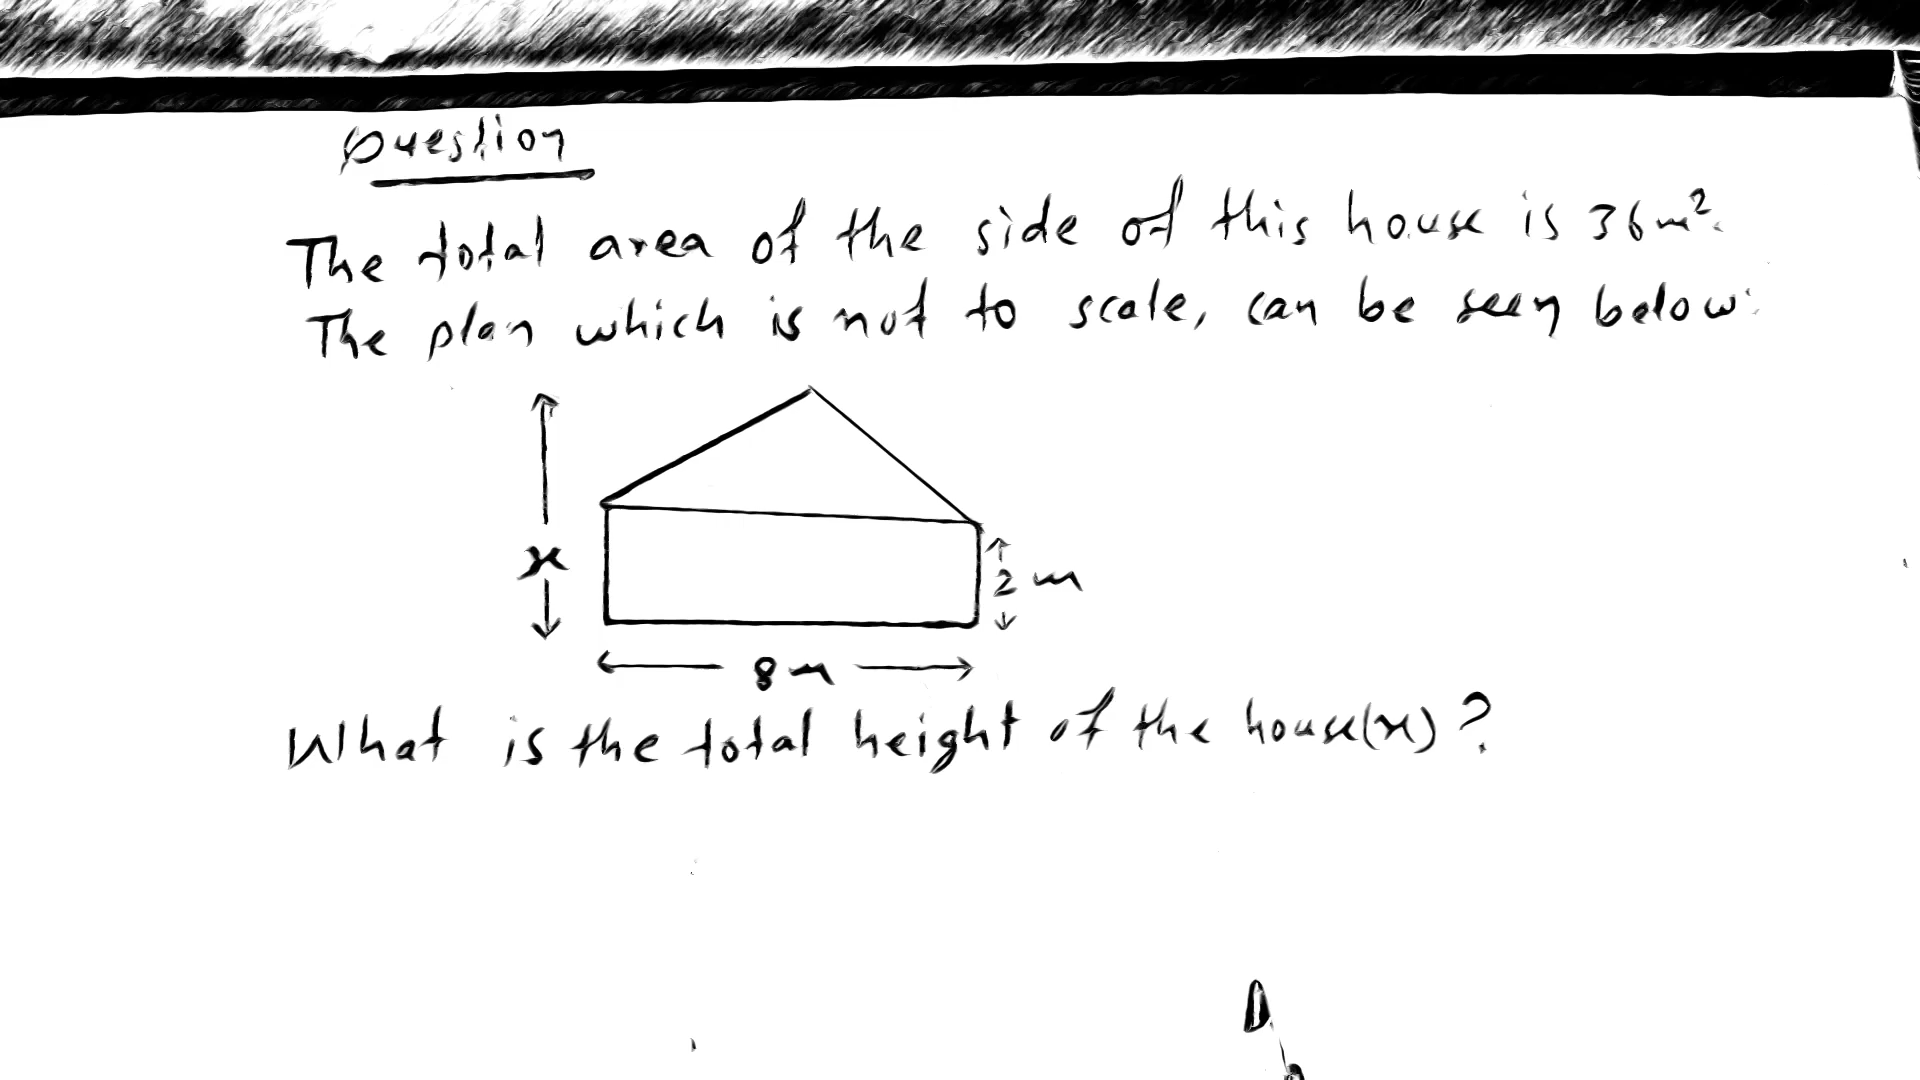 Question
The total area of the side of this house is 36m².
The plan which is not to scale, can be seen below:
x
2 m
8m
What is the total height of the house(x)?